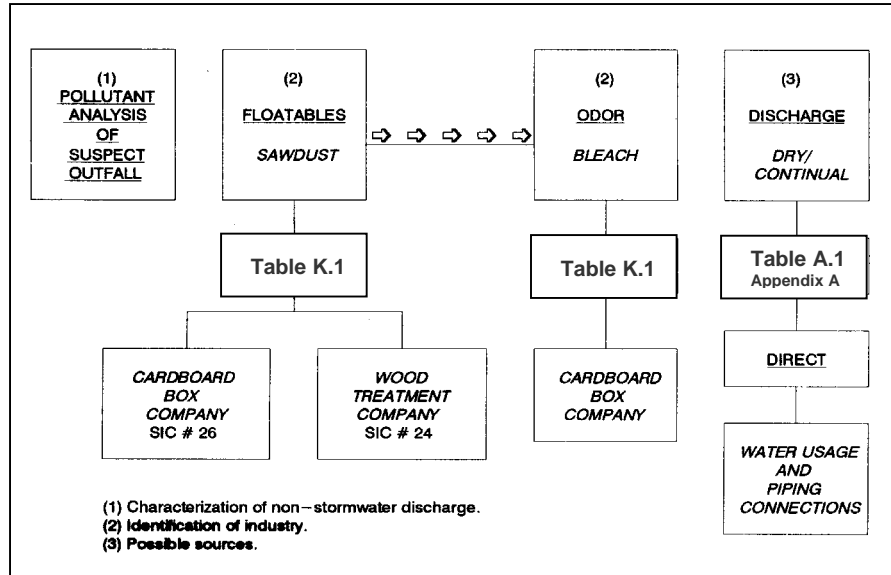 (1)
POLLUTANT
ANALYSIS
OF
SUSPECT
OUTFALL
(2)
FLOATABLES
SAWDUST
(2)
ODOR
BLEACH
(3)
DISCHARGE
DRY/
CONTINUAL
Table K.1
Table K.1
Table A.1
Appendix A
CARDBOARD
BOX
COMPANY
SIC # 26
WOOD
TREATMENT
COMPANY
SIC # 24
CARDBOARD
BOX
COMPANY
DIRECT
WATER USAGE
AND
PIPING
CONNECTIONS
(1) Characterization of non-stormwater discharge.
(2) Identification of industry.
(3) Possible sources.